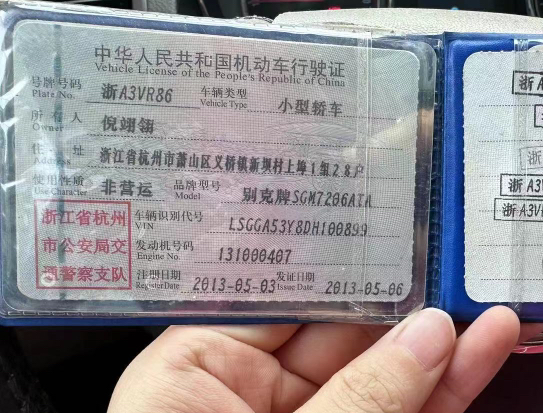 中华人民共和国机动车行驶证
Vehicle License of the People's Republic of China
号牌号码 浙A3VR86 车辆类型 小型轿车
Plate No. Vehicle Type
所有人 倪翊翎
Owner
住址 浙江省杭州市萧山区义桥镇新坝村上埠1组28户
Address
使用性质 非营运 品牌型号 别克牌SGM7206ATA
Use Character Model
浙江省杭州 车辆识别代号 LSGGA53Y8DH100899
VIN
市公安局交 发动机号码 131000407
Engine No.
通警察支队 注册日期 2013-05-03 发证日期 2013-05-06
Register Date Issue Date
浙A
浙A3
浙A3V